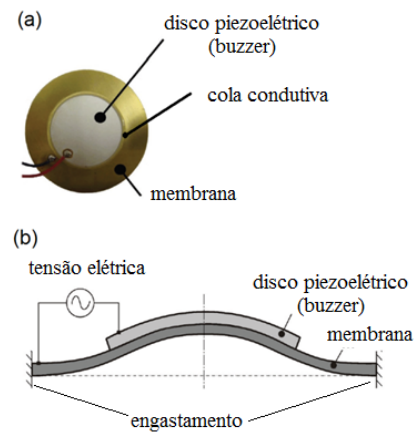 (a)
disco piezoelétrico
(buzzer)
cola condutiva
membrana
(b)
tensão elétrica
disco piezoelétrico
(buzzer)
membrana
engastamento